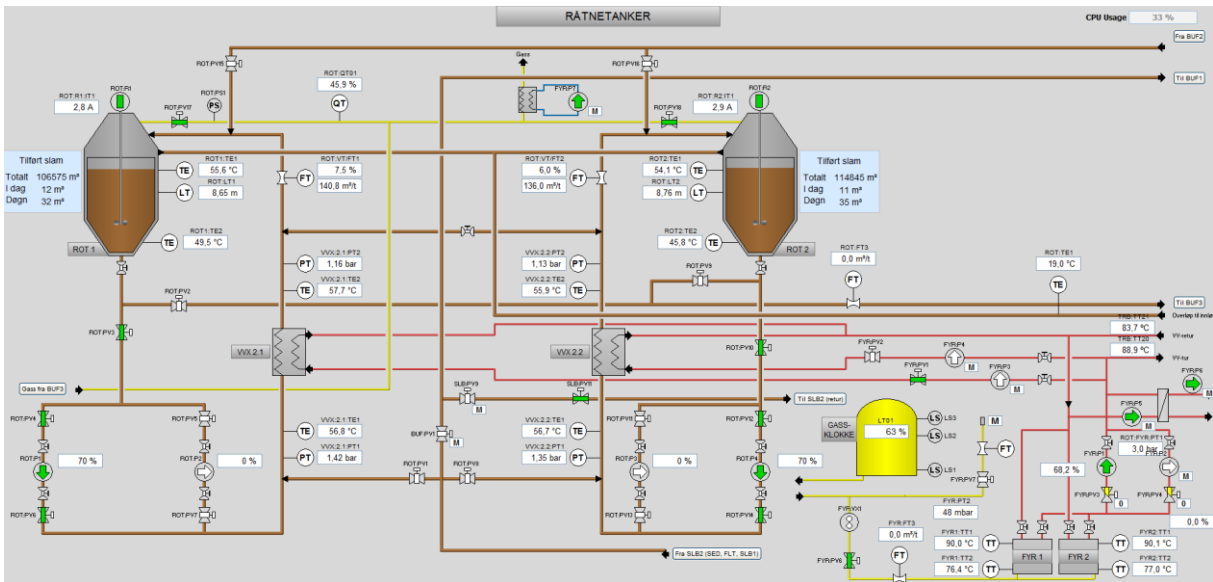 RÅTNETANKER
CPU Usage 33 %
Fra BUF2
Til BUF1
ROT:PV15
ROT:PV16
Gass
ROT:R1
ROT:R1:IT1
2,8 A
ROT:PV17
ROT:PS1
PS
ROT:QT01
45,9 %
QT
FYR:P7
M
ROT:PV18
ROT:R2
ROT:R2:IT1
2,9 A
Tilført slam
Totalt 106575 m³
I dag 12 m³
Døgn 32 m³
ROT1:TE1
TE 55,6 °C
ROT:LT1
LT 8,65 m
ROT:VT/FT1
7,5 %
FT
140,8 m³/t
ROT:VT/FT2
6,0 %
FT
136,0 m³/t
ROT2:TE1
54,1 °C TE
ROT:LT2
8,76 m LT
Tilført slam
Totalt 114845 m³
I dag 11 m³
Døgn 35 m³
ROT1:TE2
TE 49,5 °C
ROT 1
ROT2:TE2
45,8 °C TE
ROT 2
VVX:2.1:PT2
PT 1,16 bar
VVX:2.1:TE2
TE 57,7 °C
VVX:2.2:PT2
1,13 bar PT
VVX:2.2:TE2
55,9 °C TE
ROT:PV9
ROT:FT3
0,0 m³/t
FT
ROT:TE1
19,0 °C
TE
ROT:PV2
Til BUF3
Overløp til innløp
ROT:PV3
VVX 2.1
VVX 2.2
ROT:PV10
TRB:TT21
83,7 °C
VV-retur
TRB:TT20
88,9 °C
VV-tur
FYR:PV2
FYR:P4
M
FYR:PV1
FYR:P3
M
FYR:P6
M
Gass fra BUF3
SLB:PV9
M
SLB:PV11
Til SLB2 (retur)
FYR:P5
M
ROT:PV4
ROT:PV5
VVX:2.1:TE1
TE 56,8 °C
VVX:2.1:PT1
PT 1,42 bar
BUF:PV1
M
VVX:2.2:TE1
56,7 °C TE
VVX:2.2:PT1
1,35 bar PT
ROT:PV11
ROT:PV12
GASS-
KLOKKE
LT01
63 %
LS LS3
LS LS2
LS LS1
M
FT
FYR:PV7
ROT:FYR:PT1
3,0 bar
FYR:P1
FYR:P2
M
68,2 %
ROT:P1
70 %
ROT:P2
0 %
ROT:PV1
ROT:PV8
ROT:P3
0 %
ROT:P4
70 %
FYR:PV3
0
FYR:PV4
0
ROT:PV6
ROT:PV7
ROT:PV13
ROT:PV14
FYR:PT2
48 mbar
FYR:VX1
FYR:FT3
0,0 m³/t
FT
FYR:PV6
0,0 %
Fra SLB2 (SED, FLT, SLB1)
FYR1:TT1
90,0 °C TT
FYR1:TT2
76,4 °C TT
FYR 1
FYR 2
FYR2:TT1
TT 90,1 °C
FYR2:TT2
TT 77,0 °C